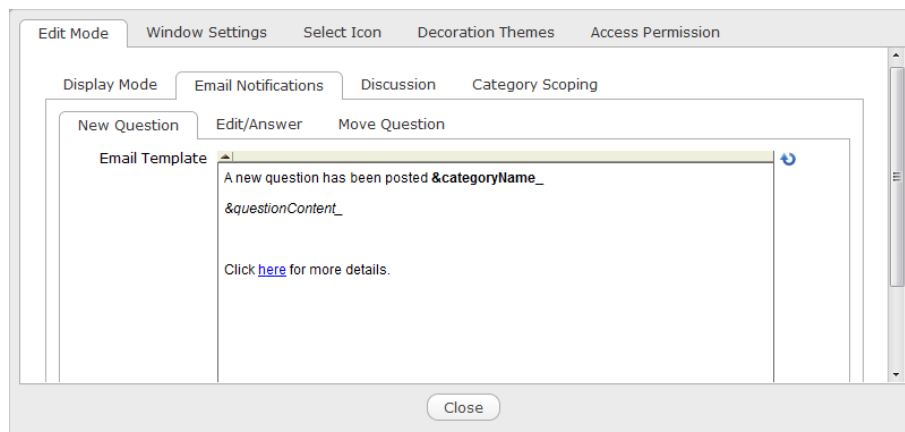 Edit Mode Window Settings Select Icon Decoration Themes Access Permission
Display Mode Email Notifications Discussion Category Scoping
New Question Edit/Answer Move Question
Email Template
A new question has been posted &categoryName_
&questionContent_
Click here for more details.
Close